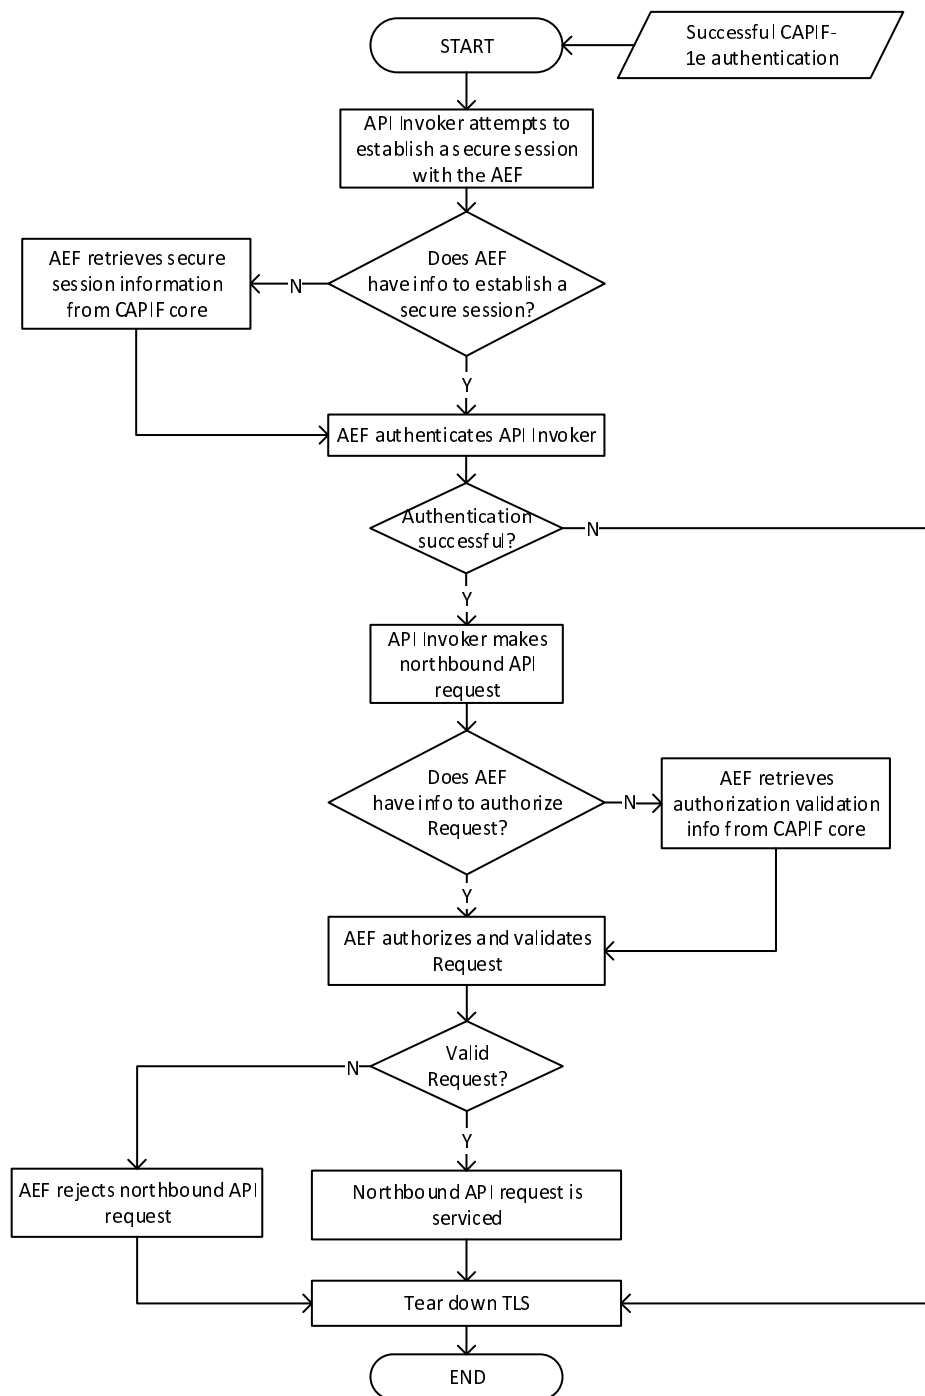 START
Successful CAPIF-
1e authentication
API Invoker attempts to
establish a secure session
with the AEF
Does AEF
have info to establish a
secure session?
N
AEF retrieves secure
session information
from CAPIF core
Y
AEF authenticates API Invoker
Authentication
successful?
N
Y
API Invoker makes
northbound API
request
Does AEF
have info to authorize
Request?
N
AEF retrieves
authorization validation
info from CAPIF core
Y
AEF authorizes and validates
Request
Valid
Request?
N
Y
AEF rejects northbound API
request
Northbound API request is
serviced
Tear down TLS
END